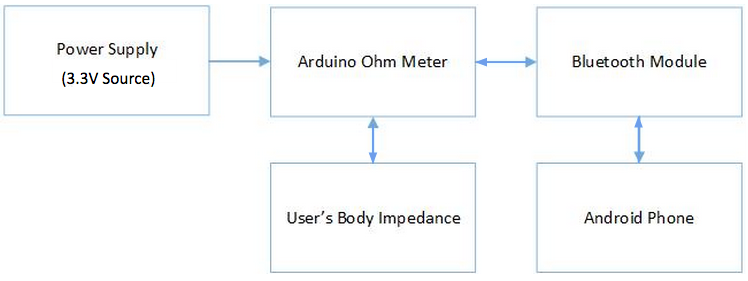 Power Supply
(3.3V Source)
Arduino Ohm Meter
Bluetooth Module
User's Body Impedance
Android Phone